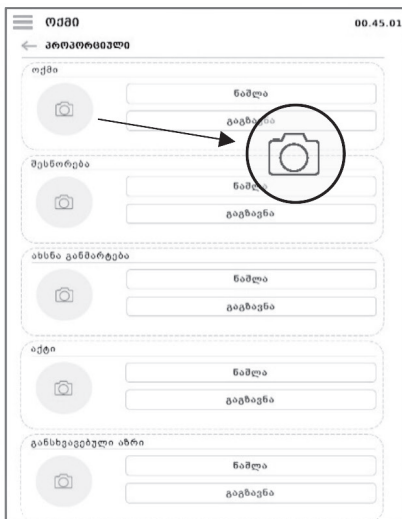 ოქმი 00.45.01
პროპორციული
ოქმი
წაშლა
გაგზავნა
შესწორება
წაშლა
გაგზავნა
ახსნა განმარტება
წაშლა
გაგზავნა
აქტი
წაშლა
გაგზავნა
განსხვავებული აზრი
წაშლა
გაგზავნა